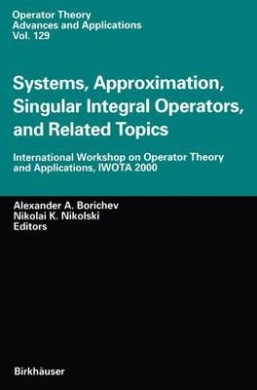 Operator Theory
Advances and Applications
Vol. 129
Systems, Approximation,
Singular Integral Operators,
and Related Topics
International Workshop on Operator Theory
and Applications, IWOTA 2000
Alexander A. Borichev
Nikolai K. Nikolski
Editors
Birkhäuser